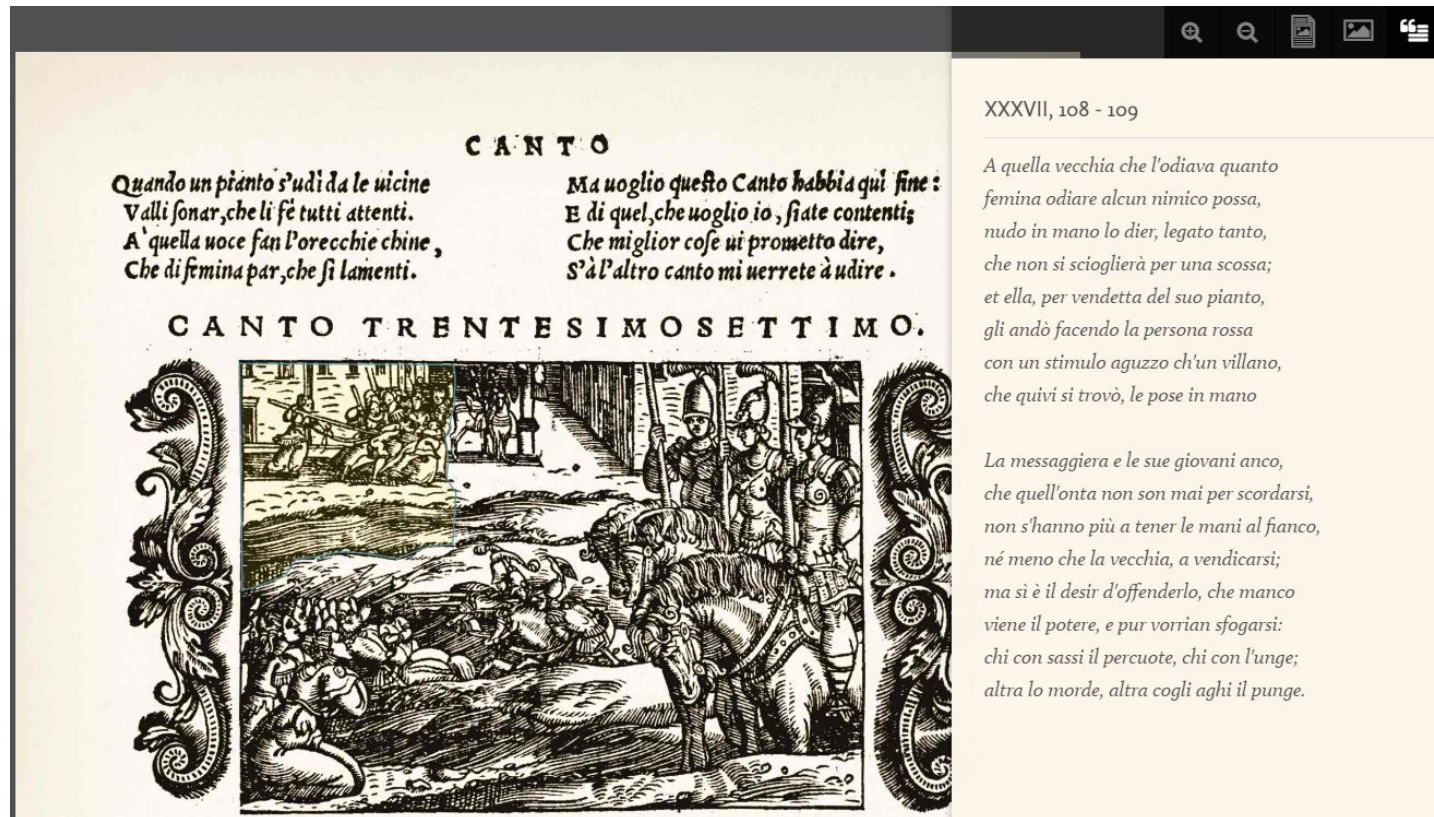 CANTO
Quando un pianto s'udì da le uicine
Valli sonar, che li fé tutti attenti.
A' quella uoce fan l'orecchie chine,
Che di femina par, che si lamenti.
Ma uoglio questo Canto habbia qui fine:
E di quel, che uoglio io, siate contenti;
Che miglior cose ui prometto dire,
S'à l'altro canto mi uerrete à udire.
CANTO TRENTESIMOSETTIMO.
XXXVII, 108 - 109
A quella vecchia che l'odiava quanto
femina odiare alcun nimico possa,
nudo in mano lo dier, legato tanto,
che non si scioglierà per una scossa;
et ella, per vendetta del suo pianto,
gli andò facendo la persona rossa
con un stimulo aguzzo ch'un villano,
che quivi si trovò, le pose in mano
La messaggiera e le sue giovani anco,
che quell'onta non son mai per scordarsi,
non s'hanno più a tener le mani al fianco,
né meno che la vecchia, a vendicarsi;
ma sì è il desir d'offenderlo, che manco
viene il potere, e pur vorrian sfogarsi:
chi con sassi il percuote, chi con l'unge;
altra lo morde, altra cogli aghi il punge.